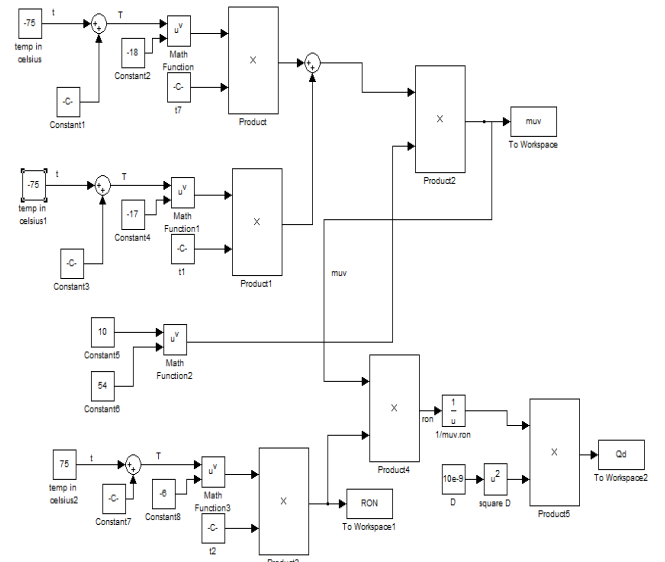 -75
t
T
temp in
celsius
-C-
Constant1
-18
Constant2
u^v
Math
Function
-C-
t7
X
Product
+
+
+
+
X
Product2
muv
To Workspace
-75
t
T
temp in
celsius1
+
+
-C-
Constant3
-17
Constant4
u^v
Math
Function1
-C-
t1
X
Product1
muv
10
Constant5
u^v
Math
Function2
54
Constant6
X
Product4
ron
1
u
1/muv.ron
X
Product5
Qd
To Workspace2
10e-9
D
u^2
square D
75
t
T
temp in
celsius2
+
+
-C-
Constant7
-6
Constant8
u^v
Math
Function3
-C-
t2
X
RON
To Workspace1